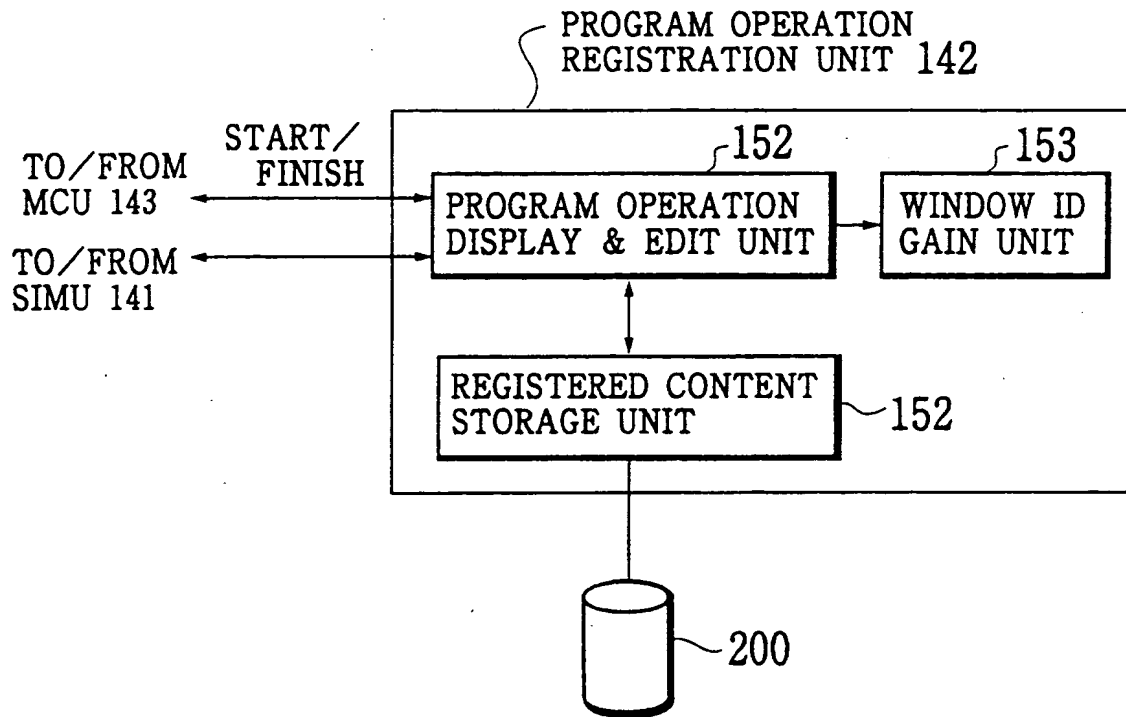 PROGRAM OPERATION
REGISTRATION UNIT 142
START/
FINISH
TO/FROM
MCU 143
TO/FROM
SIMU 141
152
PROGRAM OPERATION
DISPLAY & EDIT UNIT
153
WINDOW ID
GAIN UNIT
REGISTERED CONTENT
STORAGE UNIT
152
200